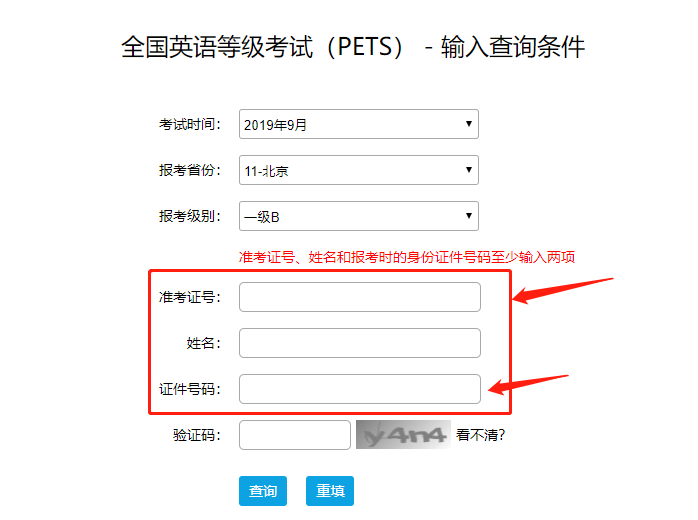 全国英语等级考试（PETS） - 输入查询条件
考试时间： 2019年9月
报考省份： 11-北京
报考级别： 一级B
准考证号、姓名和报考时的身份证件号码至少输入两项
准考证号：
姓名：
证件号码：
验证码： y4n4 看不清?
查询 重填